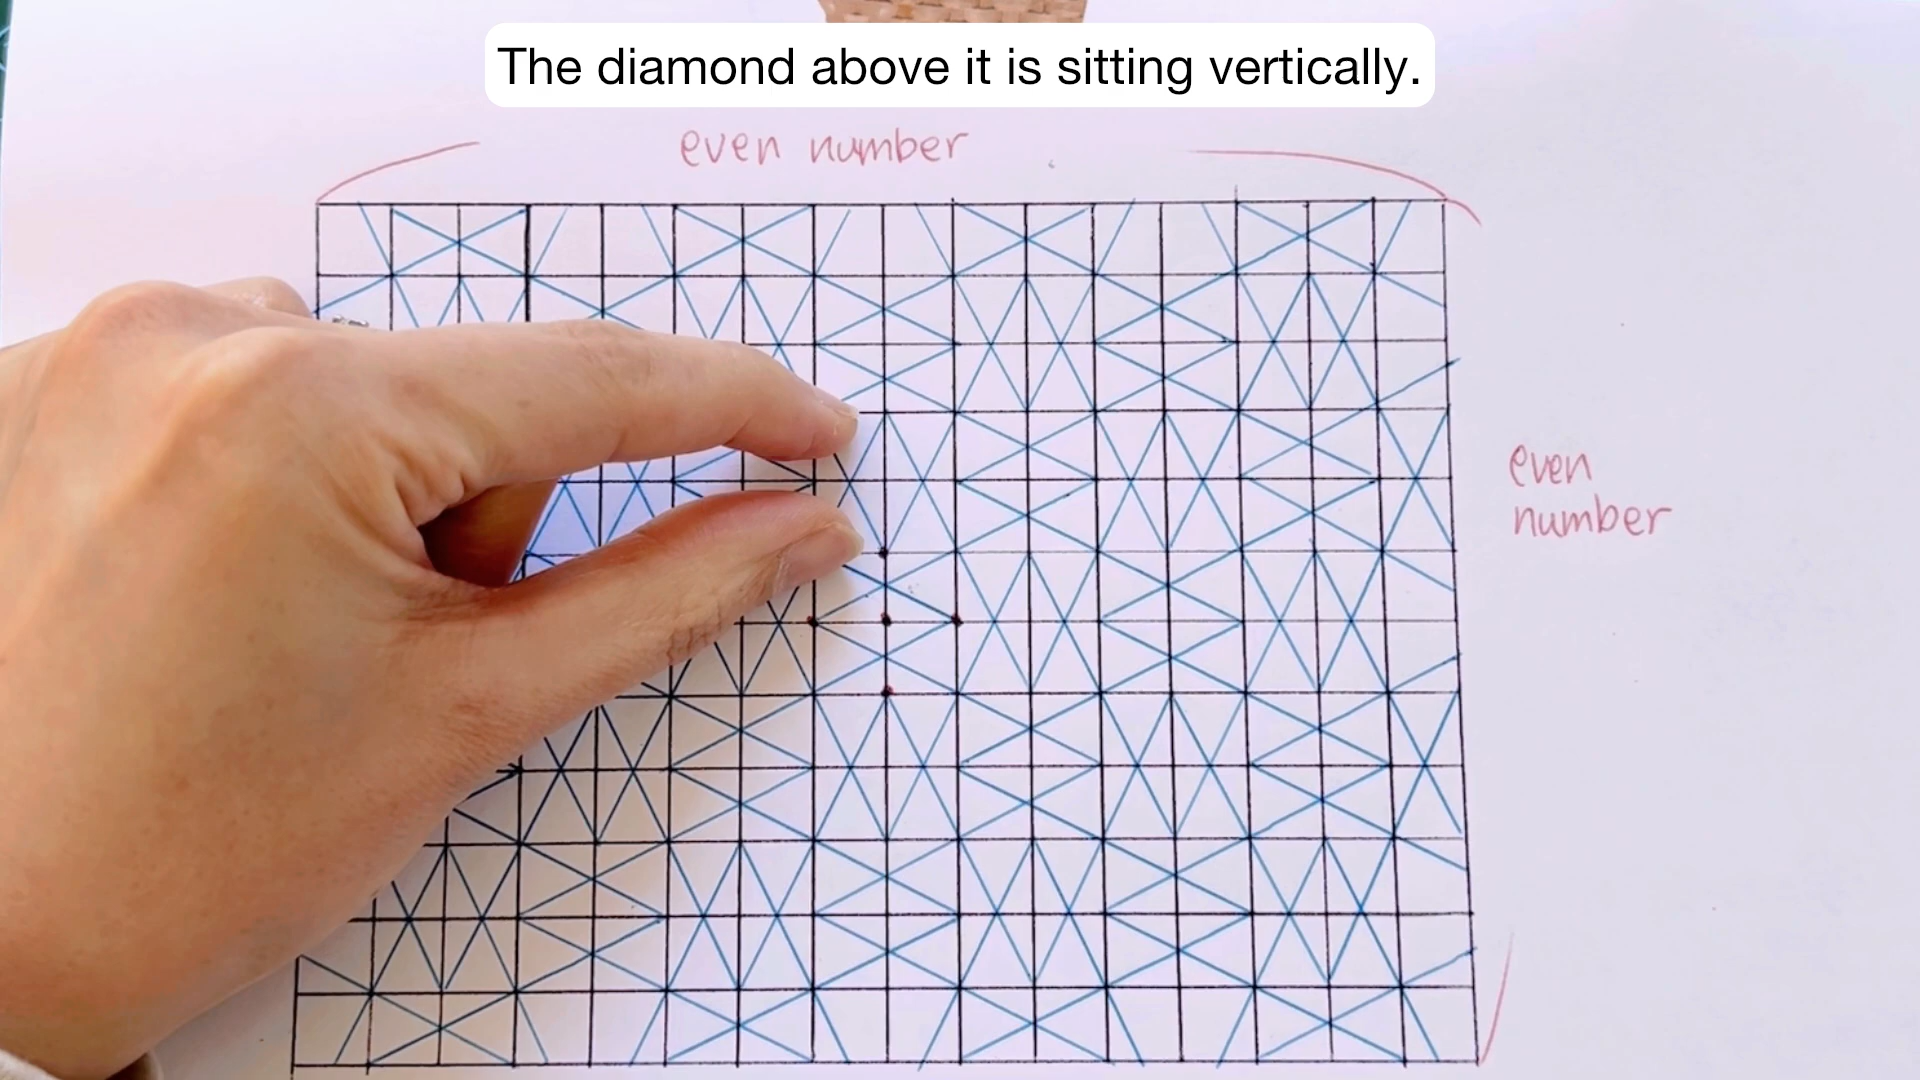 The diamond above it is sitting vertically.
even number
even
number